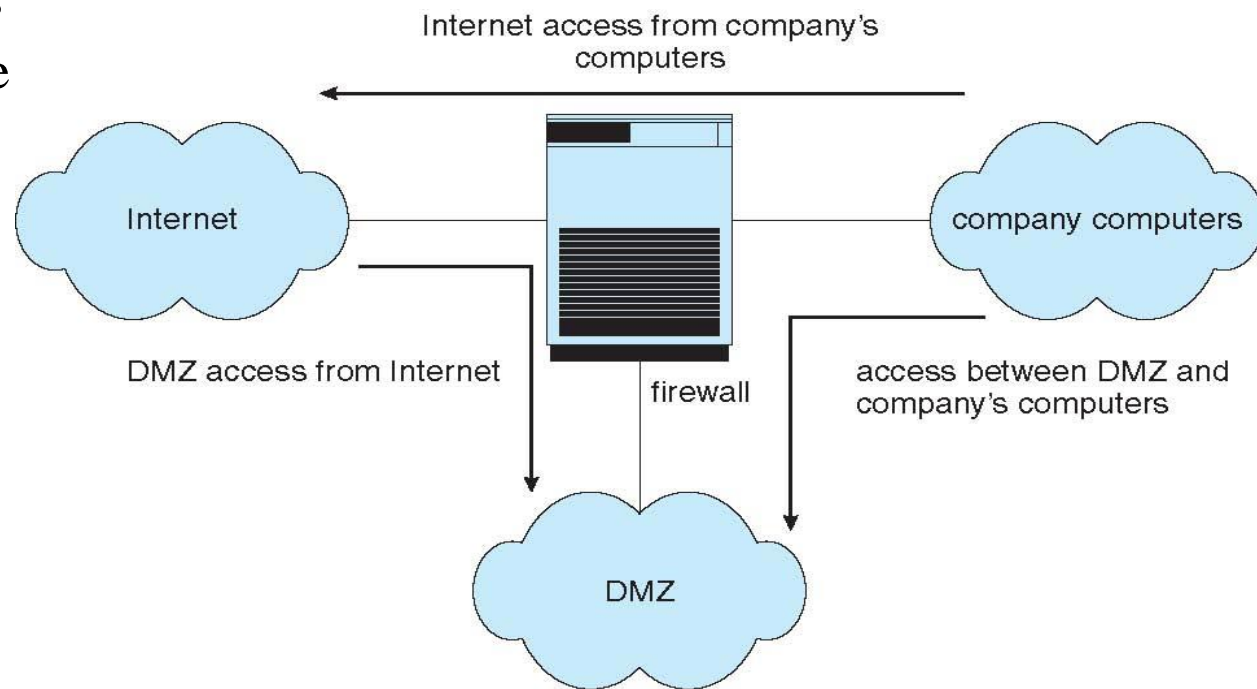 e
Internet access from company's
computers
Internet
company computers
DMZ access from Internet
firewall
access between DMZ and
company's computers
DMZ